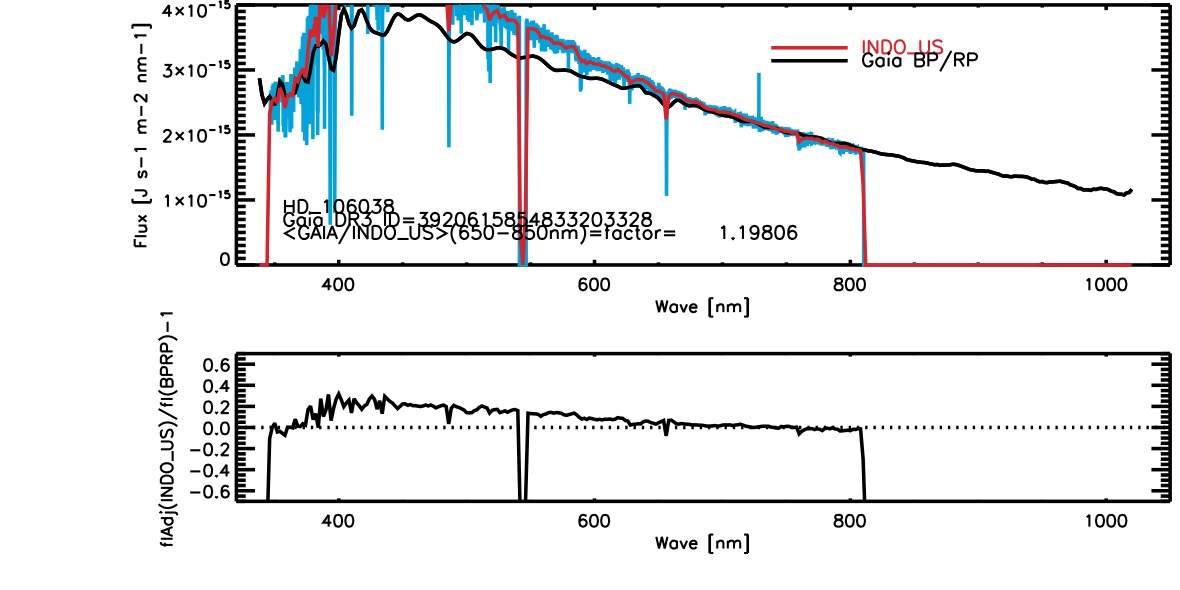 4×10−15
3×10−15
2×10−15
1×10−15
0
Flux [J s−1 m−2 nm−1]
INDO_US
Gaia BP/RP
HD_106038
Gaia DR3 ID=3920615854833203328
<GAIA/INDO_US>(650−850nm)=factor= 1.19806
400 600 800 1000
Wave [nm]
flAdj(INDO_US)/fl(BPRP)−1
0.6
0.4
0.2
0.0
−0.2
−0.4
−0.6
400 600 800 1000
Wave [nm]